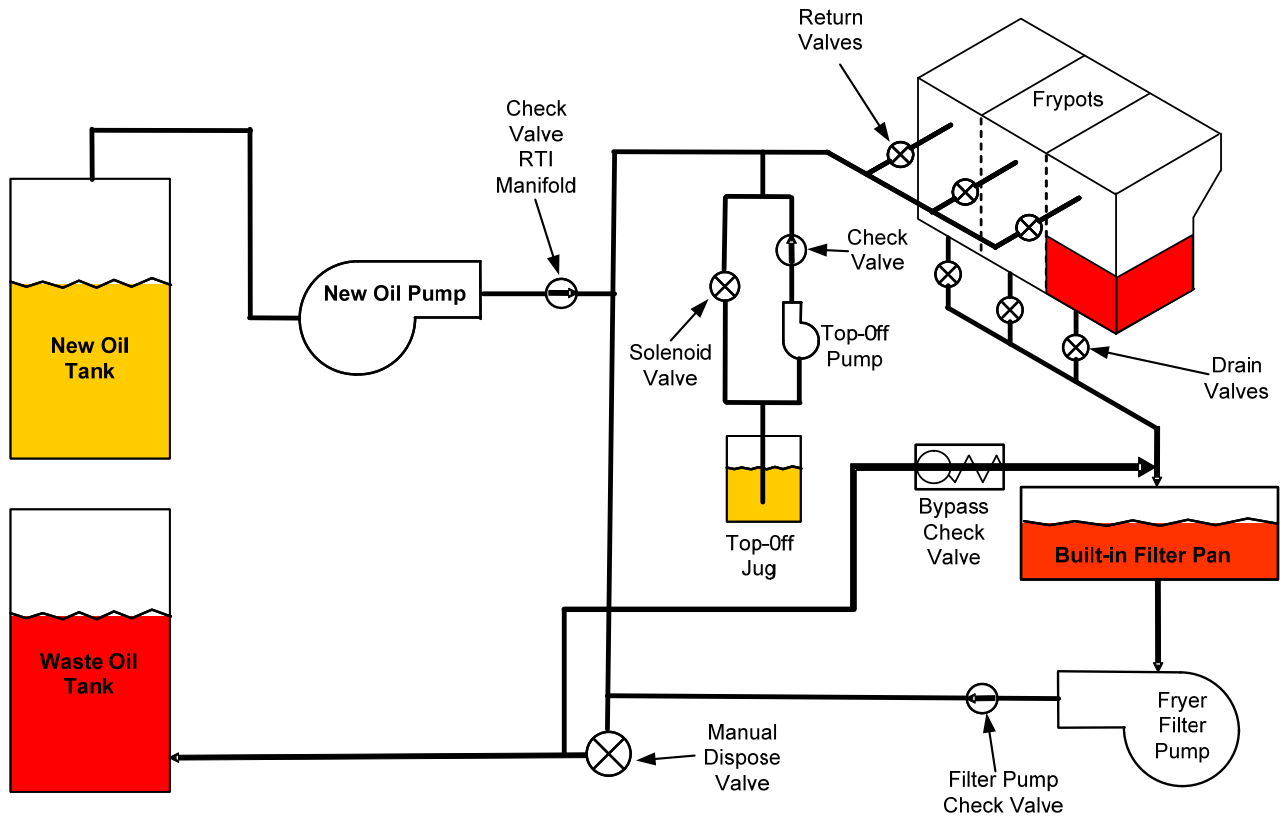 Return
Valves
Frypots
Check
Valve
RTI
Manifold
New Oil Pump
New Oil
Tank
Check
Valve
Solenoid
Valve
Top-0ff
Pump
Drain
Valves
Top-0ff
Jug
Bypass
Check
Valve
Built-in Filter Pan
Waste Oil
Tank
Manual
Dispose
Valve
Filter Pump
Check Valve
Fryer
Filter
Pump